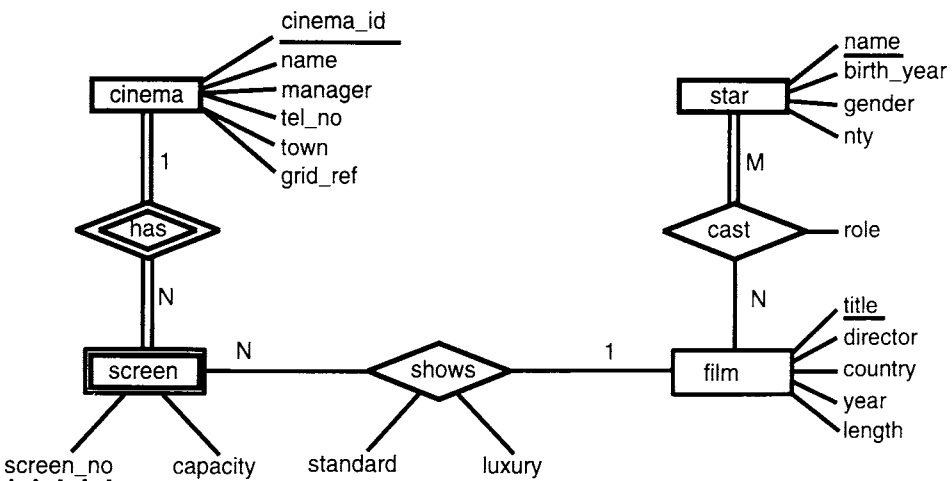 cinema_id
name
manager
tel_no
town
grid_ref
cinema
1
has
N
screen
screen_no
capacity
N
shows
1
standard
luxury
star
name
birth_year
gender
nty
M
cast
role
N
film
title
director
country
year
length